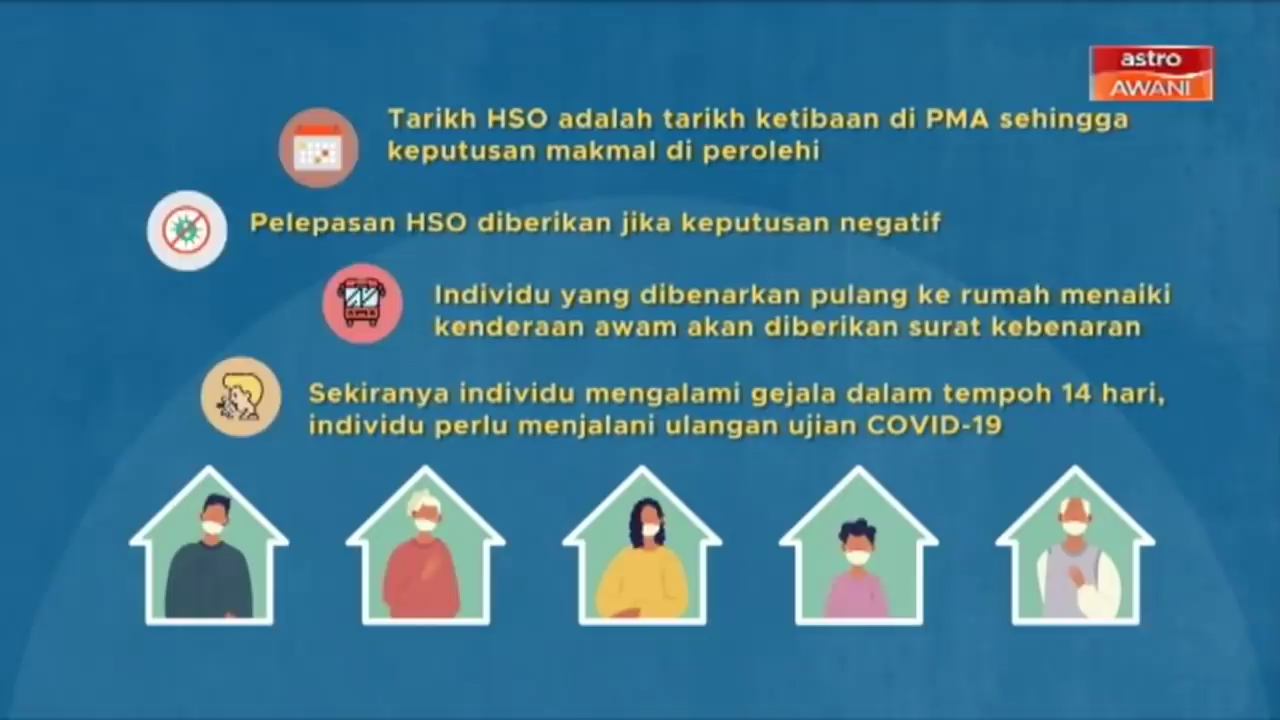 astro
AWANI
Tarikh HSO adalah tarikh ketibaan di PMA sehingga
keputusan makmal di perolehi
Pelepasan HSO diberikan jika keputusan negatif
Individu yang dibenarkan pulang ke rumah menaiki
kenderaan awam akan diberikan surat kebenaran
Sekiranya individu mengalami gejala dalam tempoh 14 hari,
individu perlu menjalani ulangan ujian COVID-19